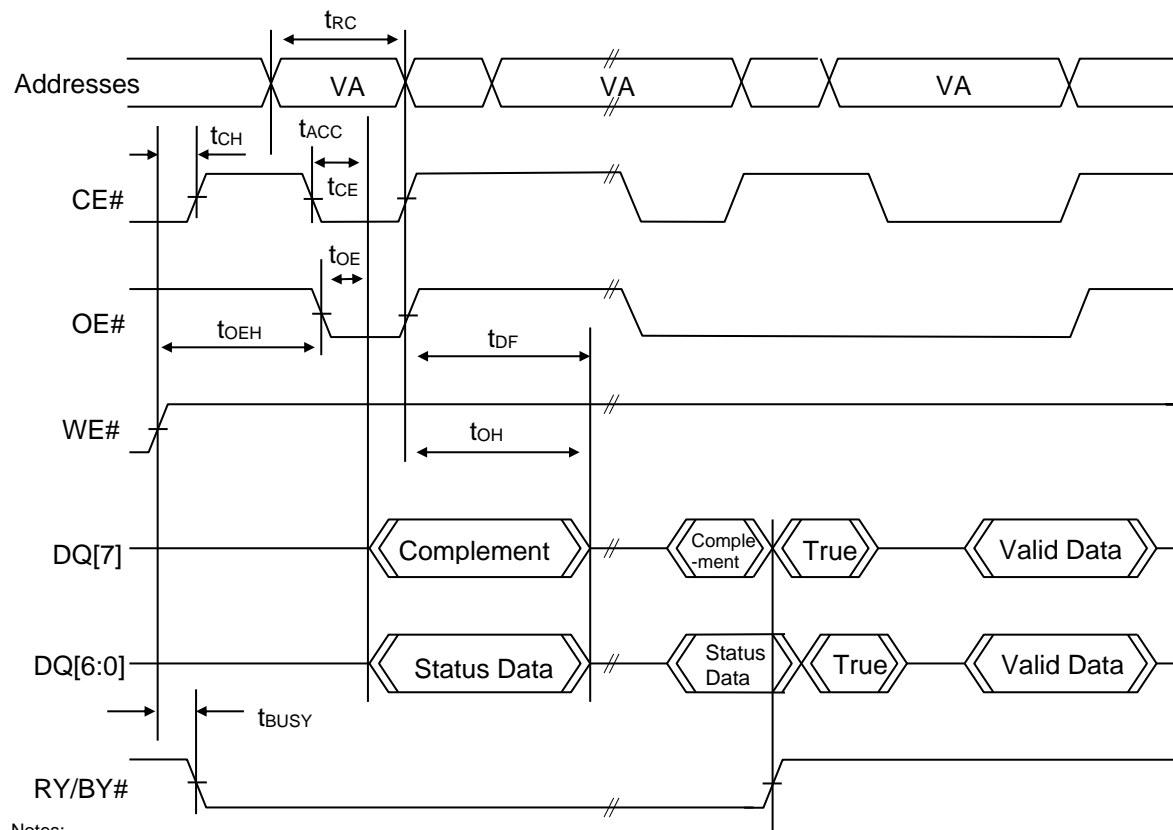 tRC
Addresses VA VA VA
tCH tACC
CE# tCE
tOE
OE#
tOEH tDF
WE# tOH
DQ[7] Complement Comple
-ment True Valid Data
DQ[6:0] Status Data Status
Data True Valid Data
tBUSY
RY/BY#
Notes: